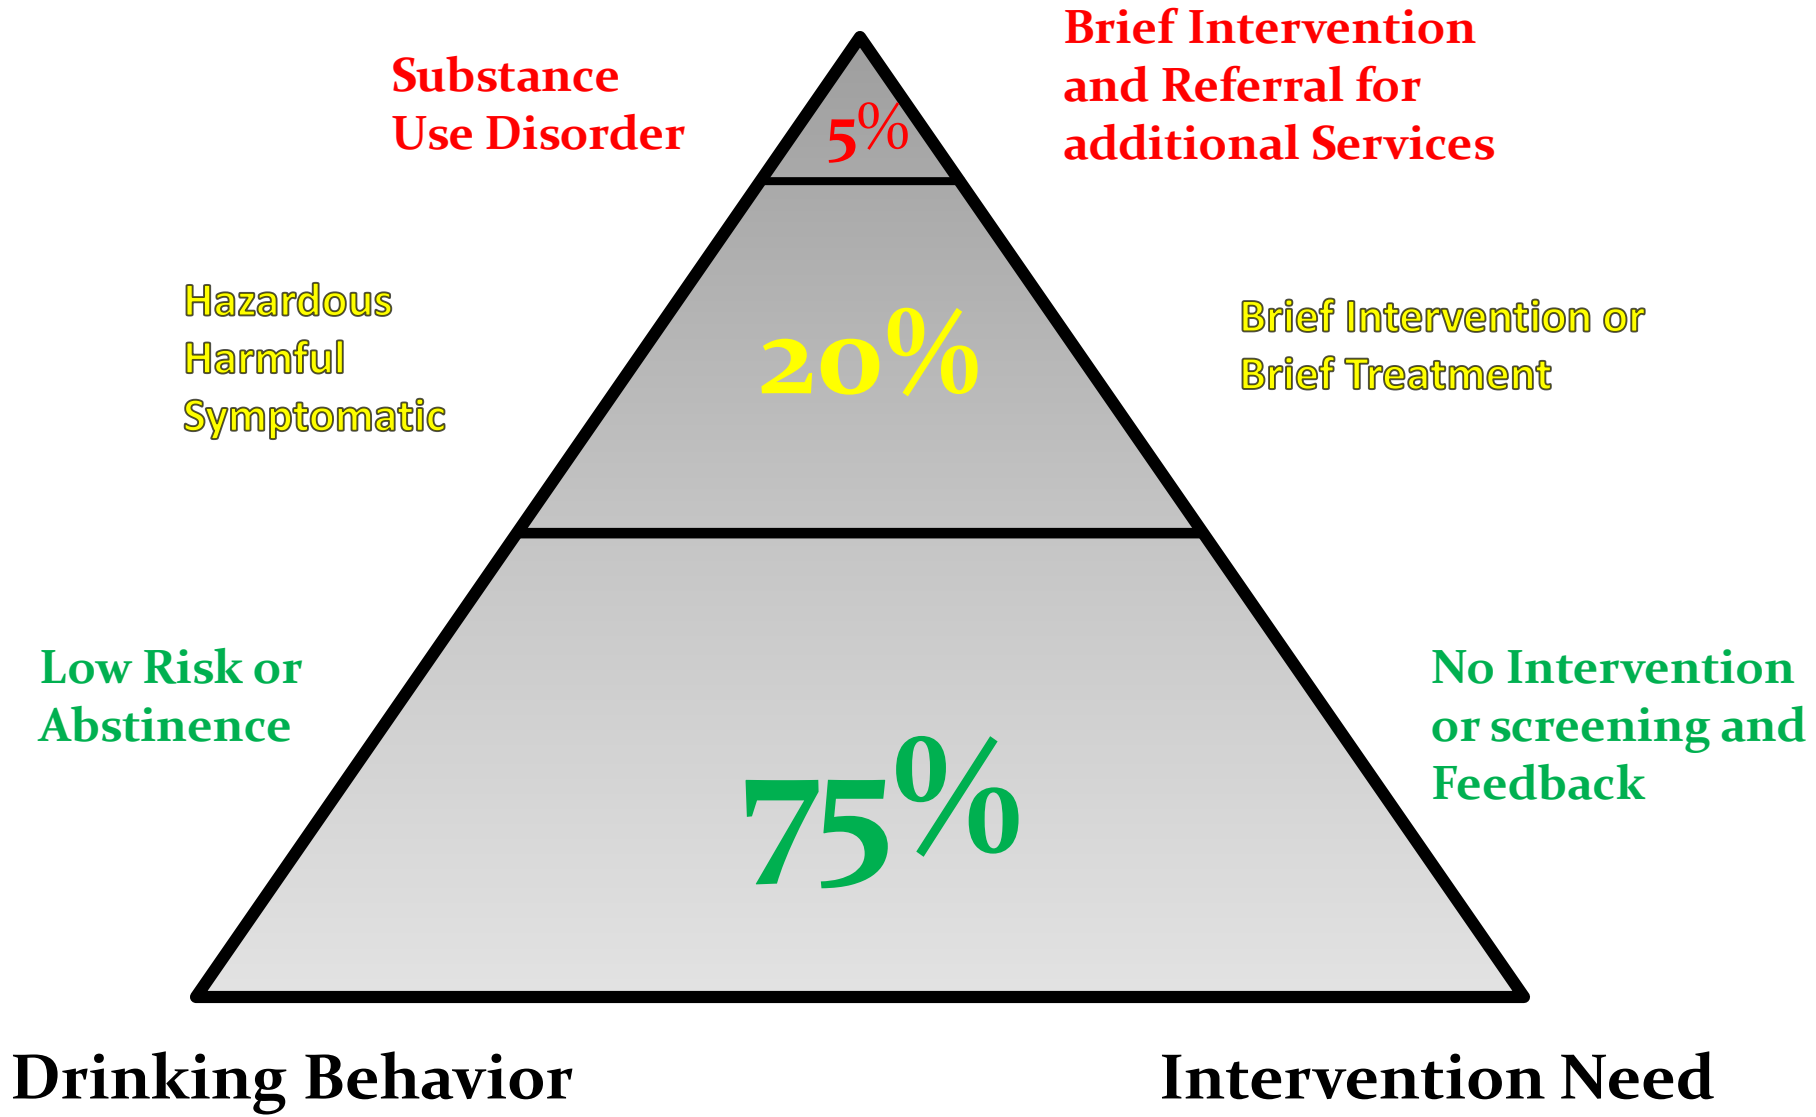 Substance
Use Disorder
5%
Brief Intervention
and Referral for
additional Services
Hazardous
Harmful
Symptomatic
20%
Brief Intervention or
Brief Treatment
Low Risk or
Abstinence
75%
No Intervention
or screening and
Feedback
Drinking Behavior
Intervention Need